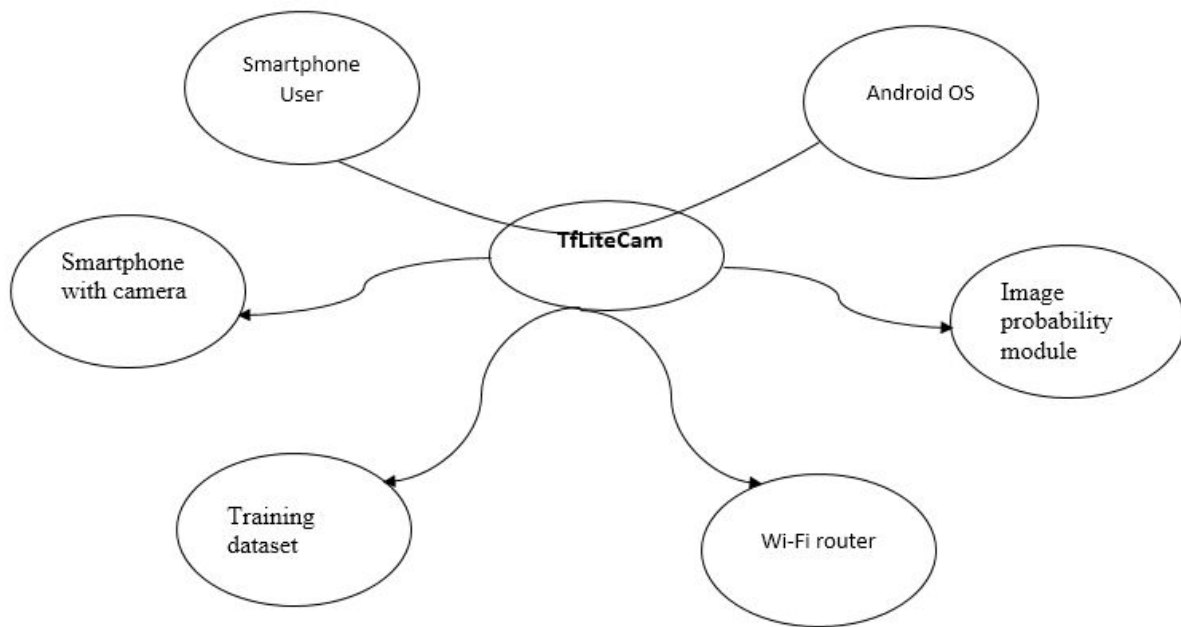 Smartphone
User
Android OS
TfLiteCam
Smartphone
with camera
Image
probability
module
Training
dataset
Wi-Fi router